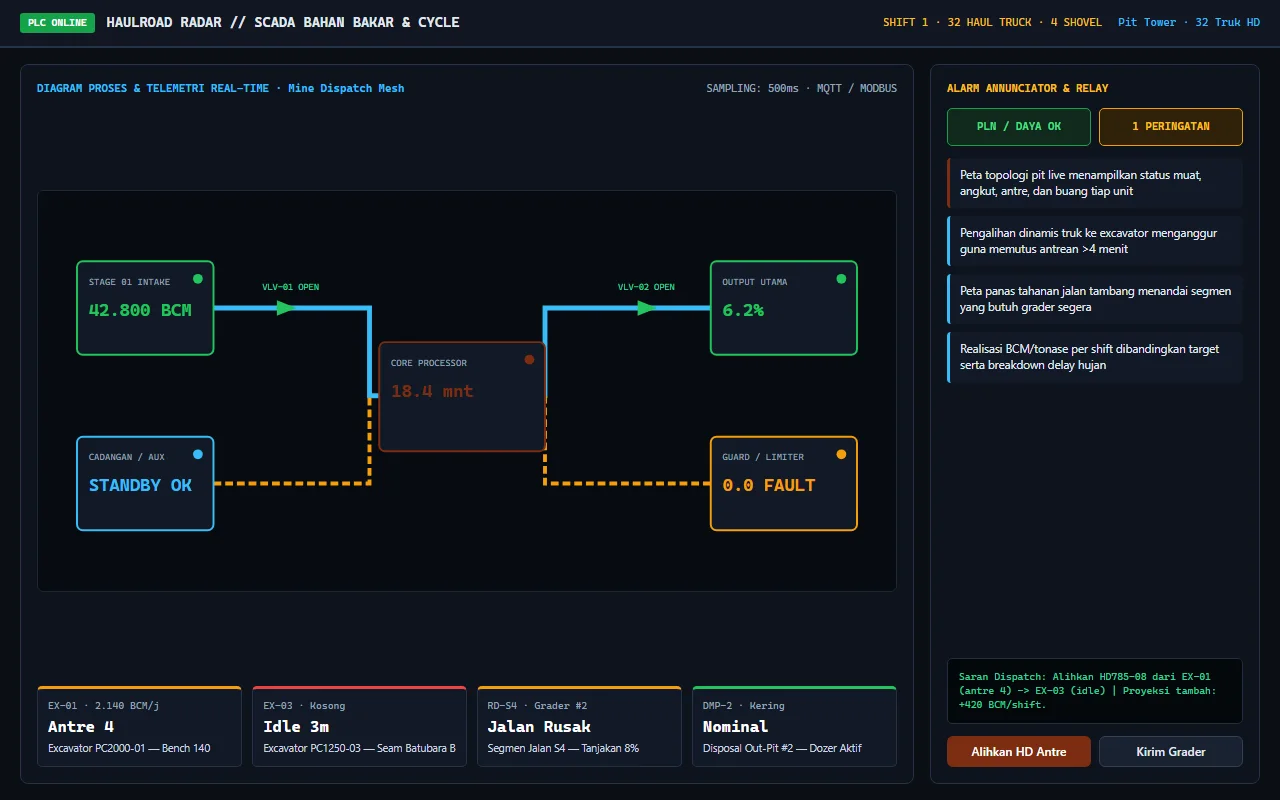 PLC ONLINE
HAULROAD RADAR // SCADA BAHAN BAKAR & CYCLE
SHIFT 1 · 32 HAUL TRUCK · 4 SHOVEL
Pit Tower · 32 Truk HD
DIAGRAM PROSES & TELEMETRI REAL-TIME · Mine Dispatch Mesh
SAMPLING: 500ms · MQTT / MODBUS
STAGE 01 INTAKE
42.800 BCM
VLV-01 OPEN
VLV-02 OPEN
OUTPUT UTAMA
6.2%
CORE PROCESSOR
18.4 mnt
CADANGAN / AUX
STANDBY OK
GUARD / LIMITER
0.0 FAULT
EX-01 · 2.140 BCM/j
Antre 4
Excavator PC2000-01 — Bench 140
EX-03 · Kosong
Idle 3m
Excavator PC1250-03 — Seam Batubara B
RD-S4 · Grader #2
Jalan Rusak
Segmen Jalan S4 — Tanjakan 8%
DMP-2 · Kering
Nominal
Disposal Out-Pit #2 — Dozer Aktif
ALARM ANNUNCIATOR & RELAY
PLN / DAYA OK
1 PERINGATAN
Peta topologi pit live menampilkan status muat,
angkut, antre, dan buang tiap unit
Pengalihan dinamis truk ke excavator menganggur
guna memutus antrean >4 menit
Peta panas tahanan jalan tambang menandai segmen
yang butuh grader segera
Realisasi BCM/tonase per shift dibandingkan target
serta breakdown delay hujan
Saran Dispatch: Alihkan HD785-08 dari EX-01
(antre 4) -> EX-03 (idle) | Proyeksi tambah:
+420 BCM/shift.
Alihkan HD Antre
Kirim Grader